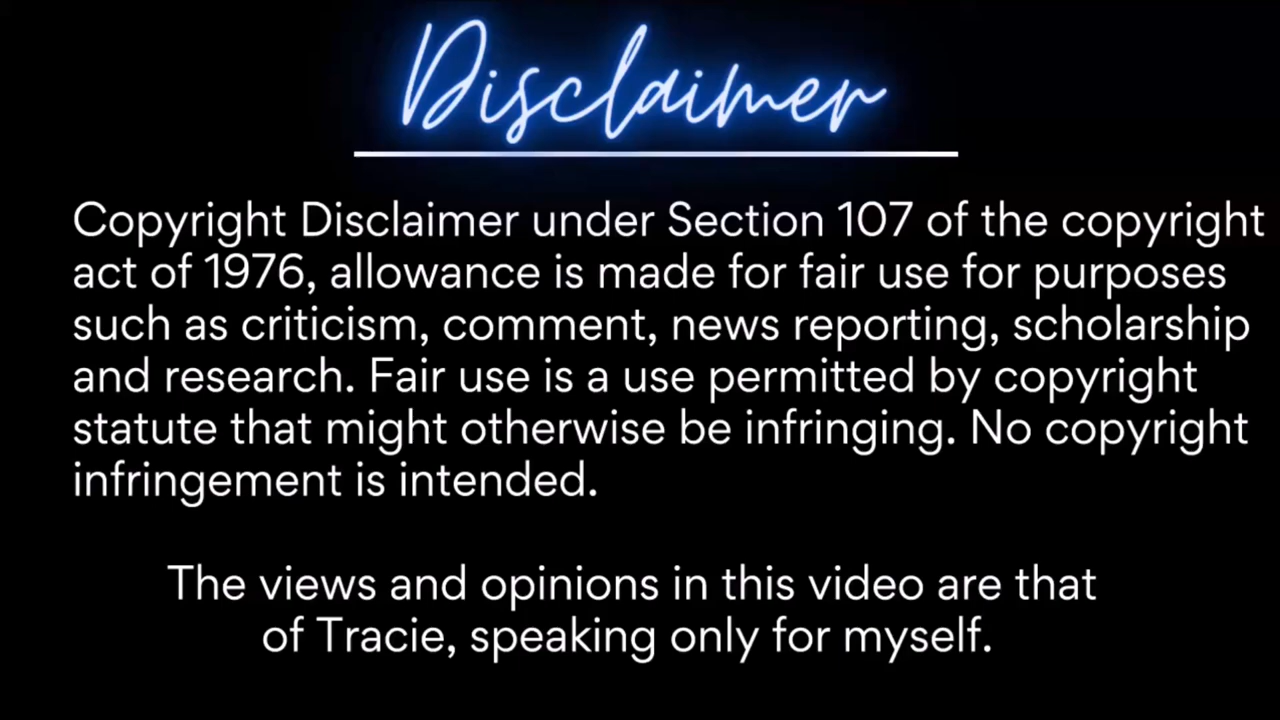 Disclaimer
Copyright Disclaimer under Section 107 of the copyright
act of 1976, allowance is made for fair use for purposes
such as criticism, comment, news reporting, scholarship
and research. Fair use is a use permitted by copyright
statute that might otherwise be infringing. No copyright
infringement is intended.
The views and opinions in this video are that
of Tracie, speaking only for myself.